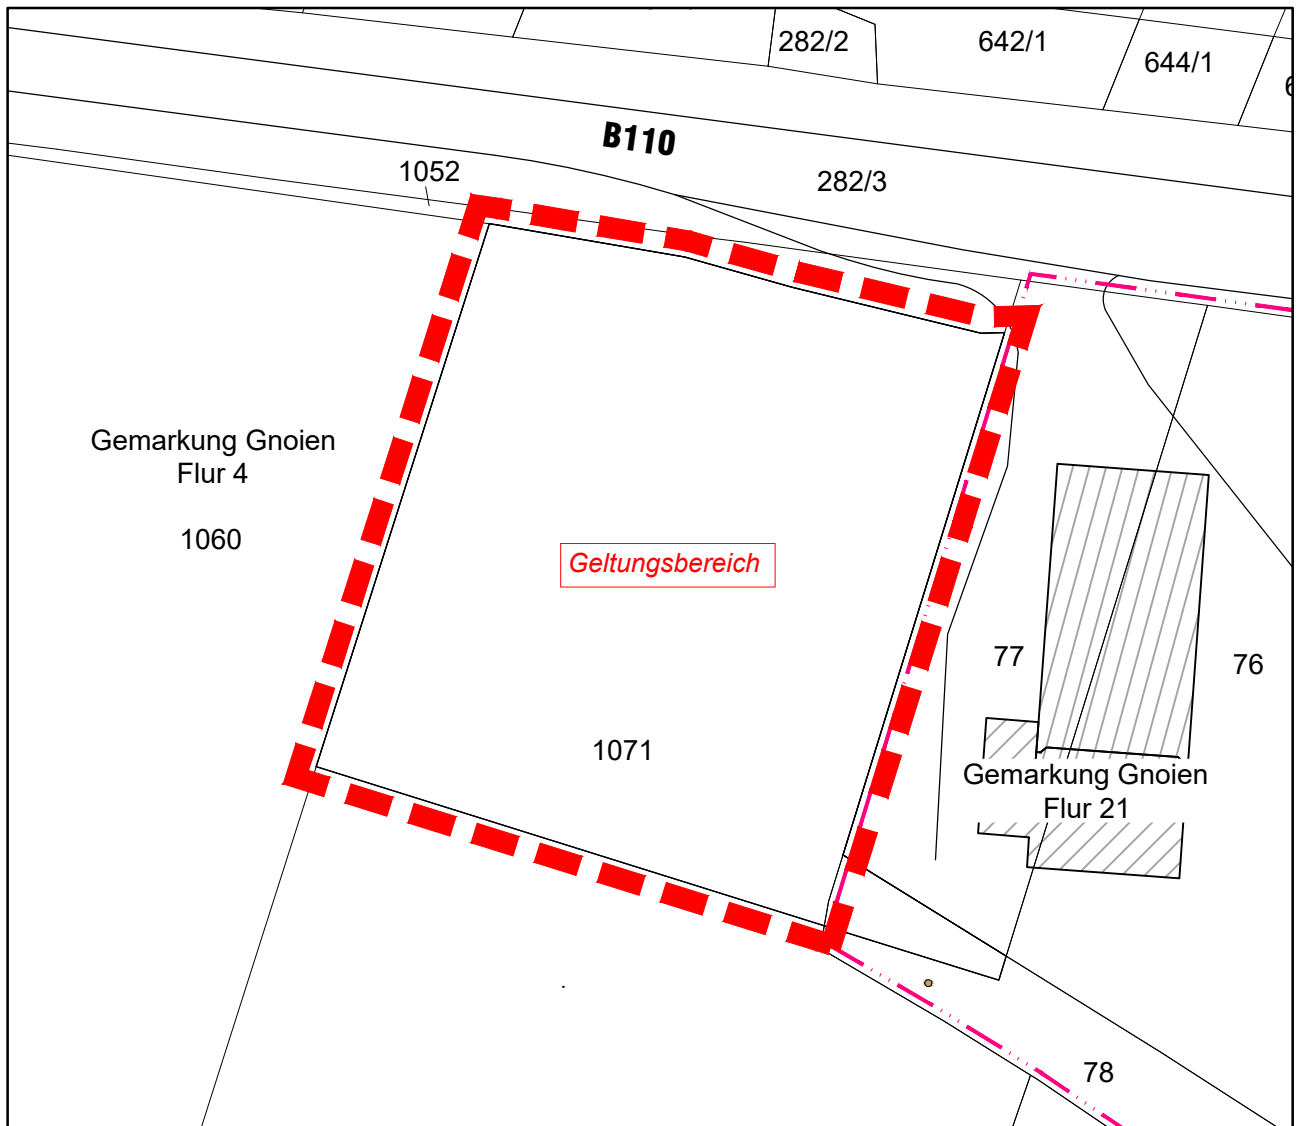 282/2
642/1
644/1
B110
1052
282/3
Gemarkung Gnoien
Flur 4
1060
Geltungsbereich
77
76
1071
Gemarkung Gnoien
Flur 21
78